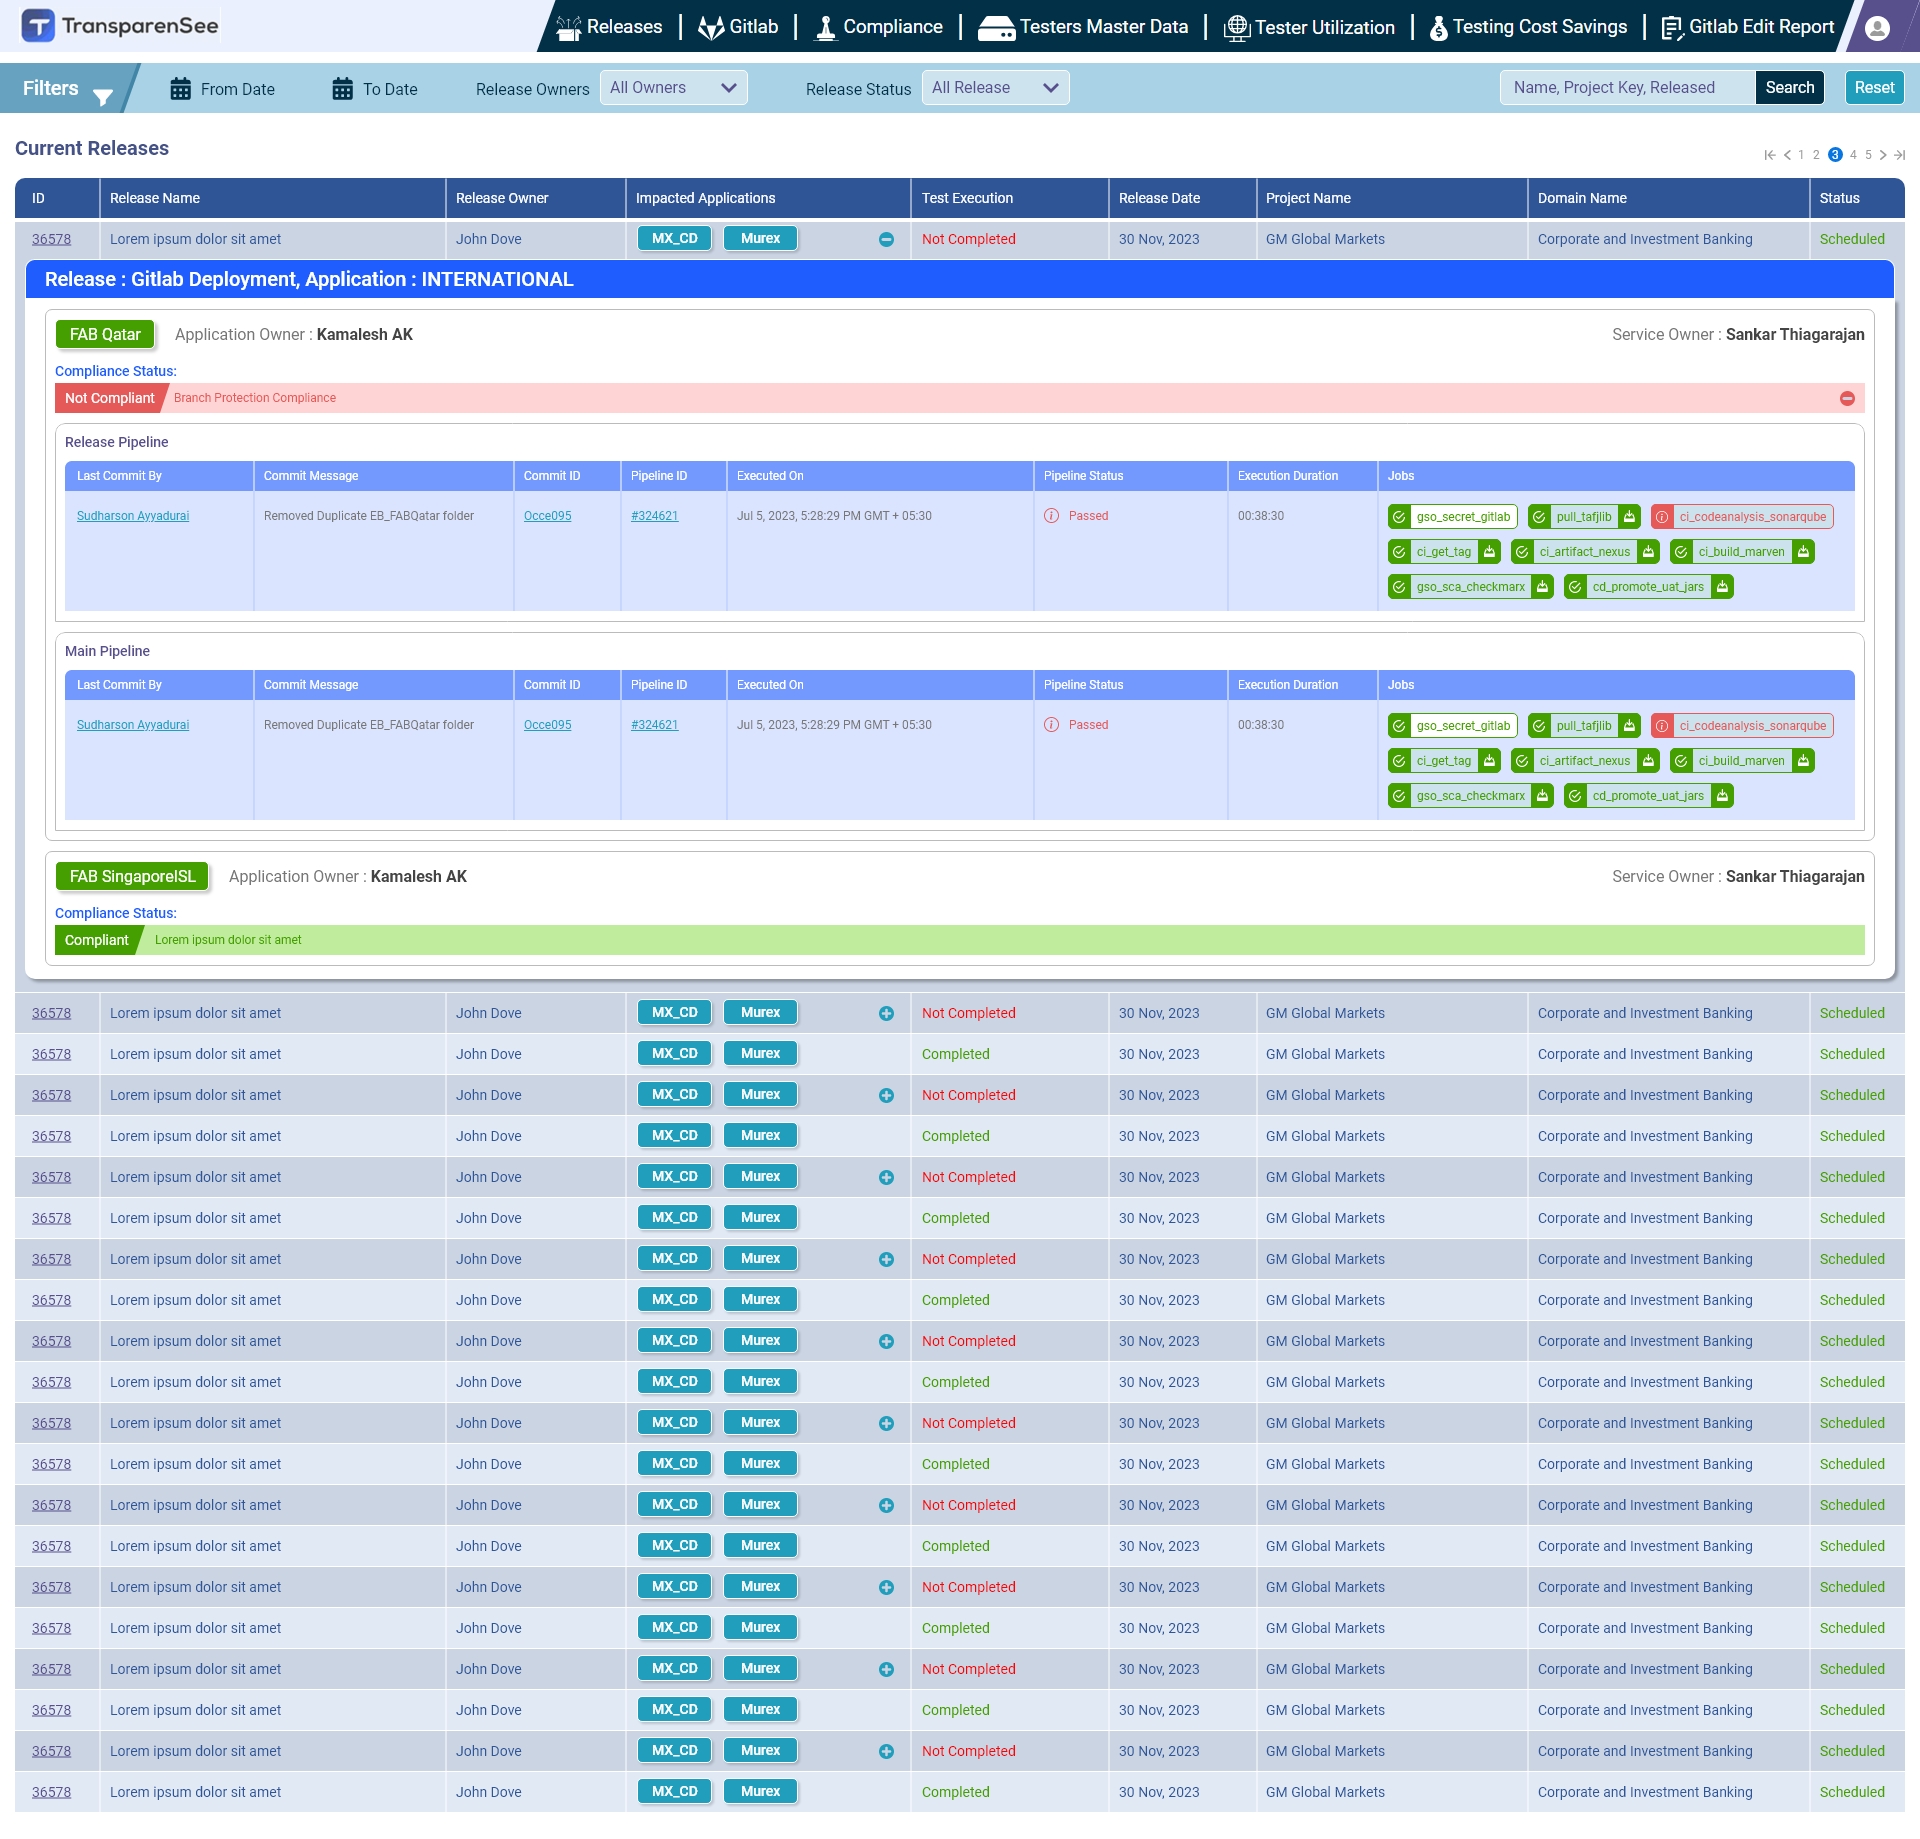 TransparenSee
Releases | Gitlab | Compliance | Testers Master Data | Tester Utilization | Testing Cost Savings | Gitlab Edit Report
Filters From Date To Date Release Owners All Owners Release Status All Release Name, Project Key, Released Search Reset
Current Releases
1 2 3 4 5
ID Release Name Release Owner Impacted Applications Test Execution Release Date Project Name Domain Name Status
36578 Lorem ipsum dolor sit amet John Dove MX_CD Murex Not Completed 30 Nov, 2023 GM Global Markets Corporate and Investment Banking Scheduled
Release : Gitlab Deployment, Application : INTERNATIONAL
FAB Qatar Application Owner : Kamalesh AK Service Owner : Sankar Thiagarajan
Compliance Status:
Not Compliant Branch Protection Compliance
Release Pipeline
Last Commit By Commit Message Commit ID Pipeline ID Executed On Pipeline Status Execution Duration Jobs
Sudharson Ayyadurai Removed Duplicate EB_FABQatar folder Occe095 #324621 Jul 5, 2023, 5:28:29 PM GMT + 05:30 Passed 00:38:30 gso_secret_gitlab pull_tafjlib ci_codeanalysis_sonarqube
ci_get_tag ci_artifact_nexus ci_build_marven
gso_sca_checkmarx cd_promote_uat_jars
Main Pipeline
Last Commit By Commit Message Commit ID Pipeline ID Executed On Pipeline Status Execution Duration Jobs
Sudharson Ayyadurai Removed Duplicate EB_FABQatar folder Occe095 #324621 Jul 5, 2023, 5:28:29 PM GMT + 05:30 Passed 00:38:30 gso_secret_gitlab pull_tafjlib ci_codeanalysis_sonarqube
ci_get_tag ci_artifact_nexus ci_build_marven
gso_sca_checkmarx cd_promote_uat_jars
FAB SingaporeISL Application Owner : Kamalesh AK Service Owner : Sankar Thiagarajan
Compliance Status:
Compliant Lorem ipsum dolor sit amet
36578 Lorem ipsum dolor sit amet John Dove MX_CD Murex Not Completed 30 Nov, 2023 GM Global Markets Corporate and Investment Banking Scheduled
36578 Lorem ipsum dolor sit amet John Dove MX_CD Murex Completed 30 Nov, 2023 GM Global Markets Corporate and Investment Banking Scheduled
36578 Lorem ipsum dolor sit amet John Dove MX_CD Murex Not Completed 30 Nov, 2023 GM Global Markets Corporate and Investment Banking Scheduled
36578 Lorem ipsum dolor sit amet John Dove MX_CD Murex Completed 30 Nov, 2023 GM Global Markets Corporate and Investment Banking Scheduled
36578 Lorem ipsum dolor sit amet John Dove MX_CD Murex Not Completed 30 Nov, 2023 GM Global Markets Corporate and Investment Banking Scheduled
36578 Lorem ipsum dolor sit amet John Dove MX_CD Murex Completed 30 Nov, 2023 GM Global Markets Corporate and Investment Banking Scheduled
36578 Lorem ipsum dolor sit amet John Dove MX_CD Murex Not Completed 30 Nov, 2023 GM Global Markets Corporate and Investment Banking Scheduled
36578 Lorem ipsum dolor sit amet John Dove MX_CD Murex Completed 30 Nov, 2023 GM Global Markets Corporate and Investment Banking Scheduled
36578 Lorem ipsum dolor sit amet John Dove MX_CD Murex Not Completed 30 Nov, 2023 GM Global Markets Corporate and Investment Banking Scheduled
36578 Lorem ipsum dolor sit amet John Dove MX_CD Murex Completed 30 Nov, 2023 GM Global Markets Corporate and Investment Banking Scheduled
36578 Lorem ipsum dolor sit amet John Dove MX_CD Murex Not Completed 30 Nov, 2023 GM Global Markets Corporate and Investment Banking Scheduled
36578 Lorem ipsum dolor sit amet John Dove MX_CD Murex Completed 30 Nov, 2023 GM Global Markets Corporate and Investment Banking Scheduled
36578 Lorem ipsum dolor sit amet John Dove MX_CD Murex Not Completed 30 Nov, 2023 GM Global Markets Corporate and Investment Banking Scheduled
36578 Lorem ipsum dolor sit amet John Dove MX_CD Murex Completed 30 Nov, 2023 GM Global Markets Corporate and Investment Banking Scheduled
36578 Lorem ipsum dolor sit amet John Dove MX_CD Murex Not Completed 30 Nov, 2023 GM Global Markets Corporate and Investment Banking Scheduled
36578 Lorem ipsum dolor sit amet John Dove MX_CD Murex Completed 30 Nov, 2023 GM Global Markets Corporate and Investment Banking Scheduled
36578 Lorem ipsum dolor sit amet John Dove MX_CD Murex Not Completed 30 Nov, 2023 GM Global Markets Corporate and Investment Banking Scheduled
36578 Lorem ipsum dolor sit amet John Dove MX_CD Murex Completed 30 Nov, 2023 GM Global Markets Corporate and Investment Banking Scheduled
36578 Lorem ipsum dolor sit amet John Dove MX_CD Murex Not Completed 30 Nov, 2023 GM Global Markets Corporate and Investment Banking Scheduled
36578 Lorem ipsum dolor sit amet John Dove MX_CD Murex Completed 30 Nov, 2023 GM Global Markets Corporate and Investment Banking Scheduled